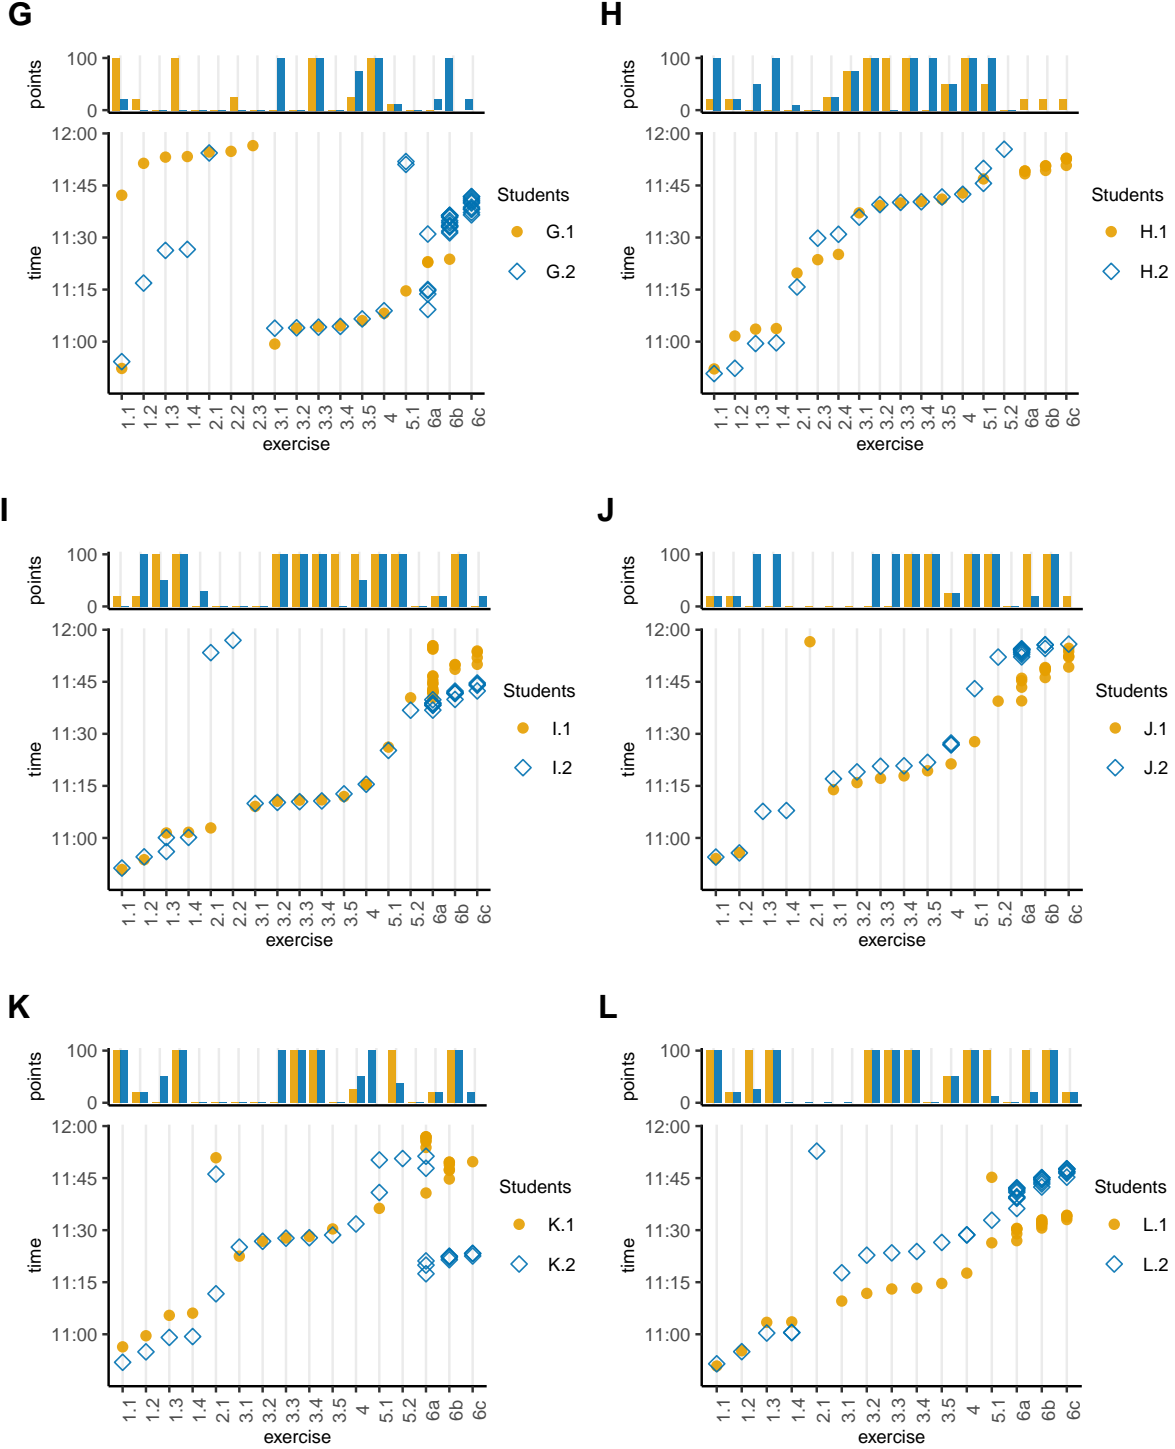 G
points
100
0
time
12:00
11:45
11:30
11:15
11:00
1.1 1.2 1.3 1.4 2.1 2.2 2.3 3.1 3.2 3.3 3.4 3.5 4 5.1 6a 6b 6c
exercise
Students
G.1
G.2
H
points
100
0
time
12:00
11:45
11:30
11:15
11:00
1.1 1.2 1.3 1.4 2.1 2.3 2.4 3.1 3.2 3.3 3.4 3.5 4 5.1 5.2 6a 6b 6c
exercise
Students
H.1
H.2
I
points
100
0
time
12:00
11:45
11:30
11:15
11:00
1.1 1.2 1.3 1.4 2.1 2.2 3.1 3.2 3.3 3.4 3.5 4 5.1 5.2 6a 6b 6c
exercise
Students
I.1
I.2
J
points
100
0
time
12:00
11:45
11:30
11:15
11:00
1.1 1.2 1.3 1.4 2.1 3.1 3.2 3.3 3.4 3.5 4 5.1 5.2 6a 6b 6c
exercise
Students
J.1
J.2
K
points
100
0
time
12:00
11:45
11:30
11:15
11:00
1.1 1.2 1.3 1.4 2.1 3.1 3.2 3.3 3.4 3.5 4 5.1 5.2 6a 6b 6c
exercise
Students
K.1
K.2
L
points
100
0
time
12:00
11:45
11:30
11:15
11:00
1.1 1.2 1.3 1.4 2.1 3.1 3.2 3.3 3.4 3.5 4 5.1 6a 6b 6c
exercise
Students
L.1
L.2